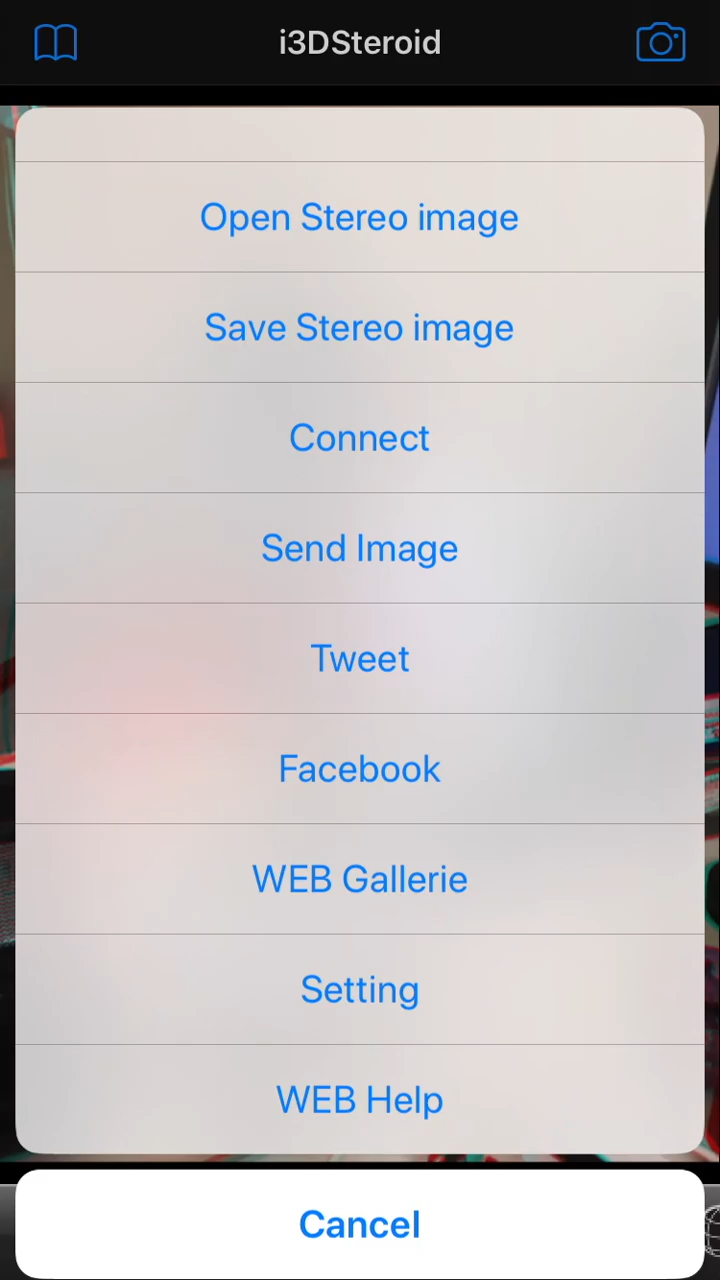 i3DSteroid
Open Stereo image
Save Stereo image
Connect
Send Image
Tweet
Facebook
WEB Gallerie
Setting
WEB Help
Cancel